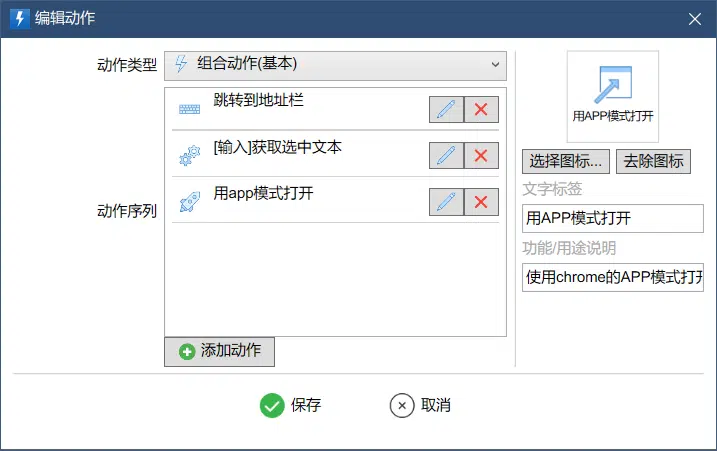 编辑动作
动作类型
组合动作(基本)
动作序列
跳转到地址栏
[输入]获取选中文本
用app模式打开
添加动作
用APP模式打开
选择图标...
去除图标
文字标签
用APP模式打开
功能/用途说明
使用chrome的APP模式打开
保存
取消